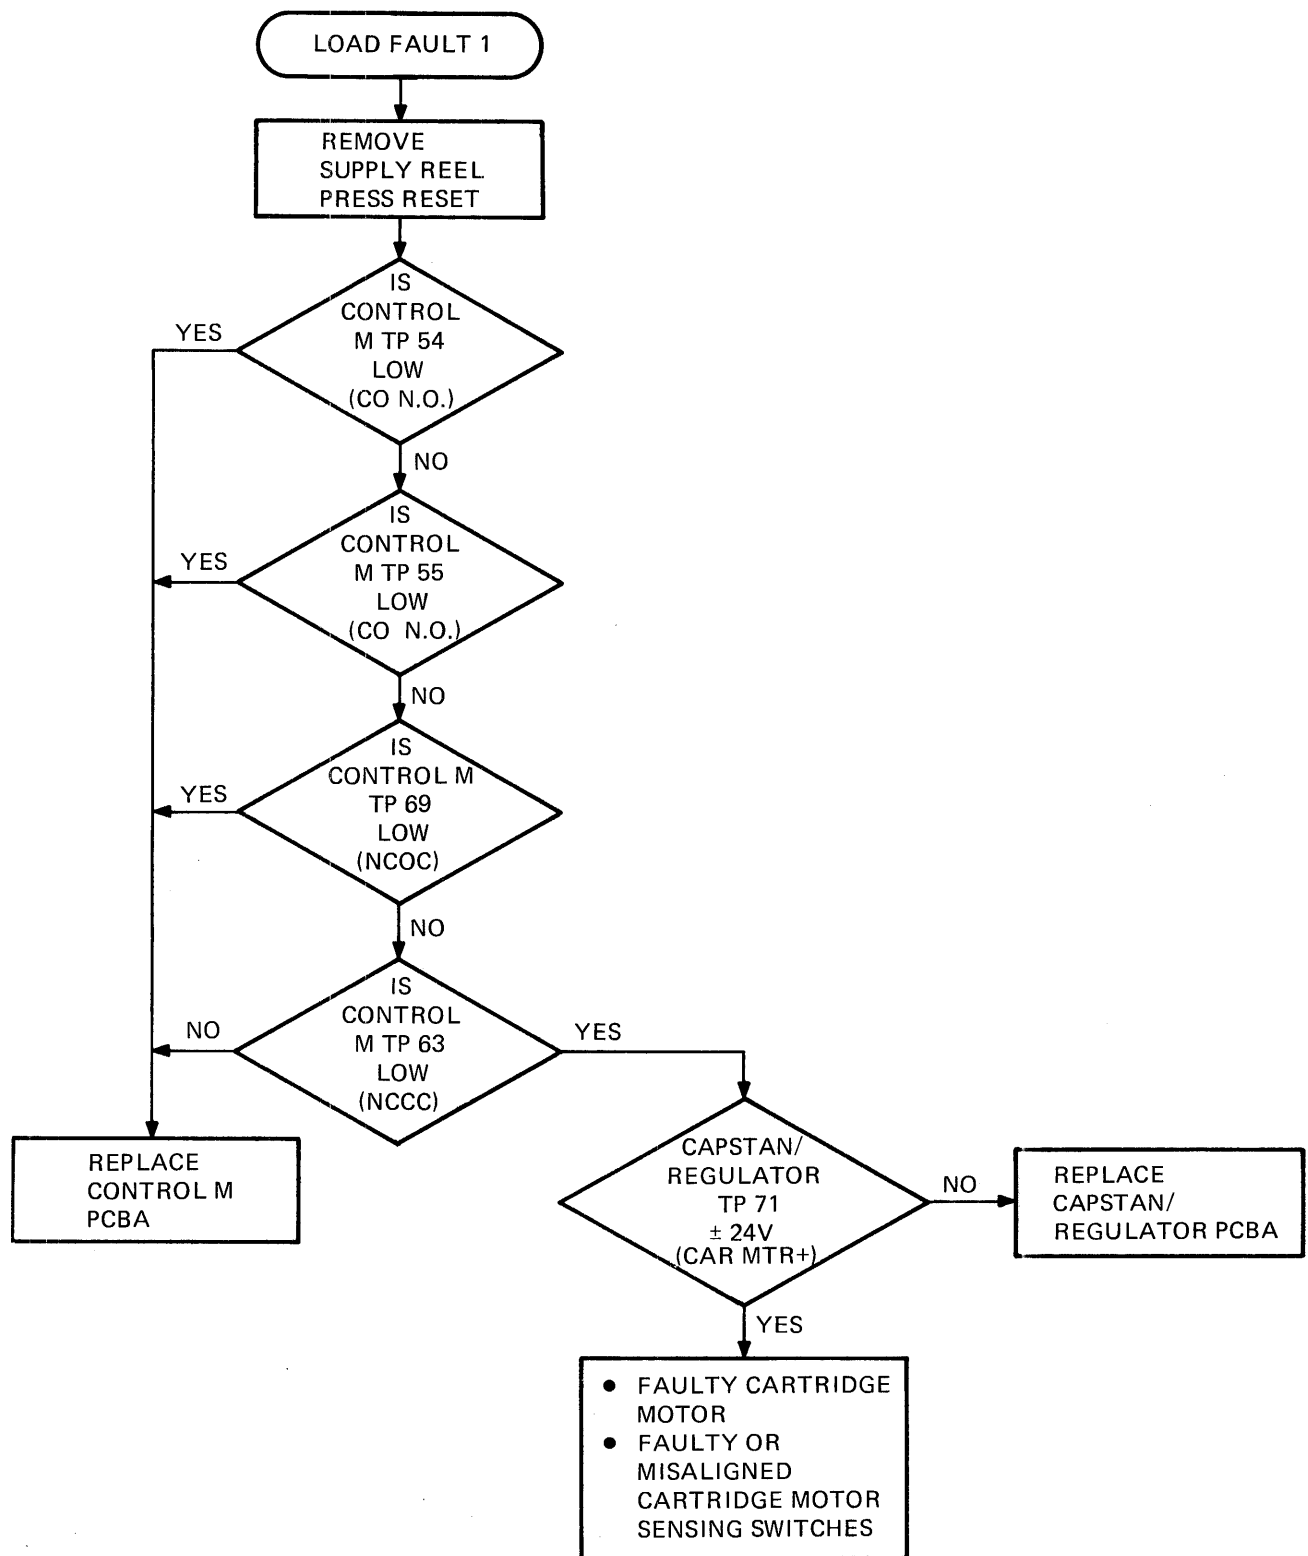 LOAD FAULT 1
REMOVE
SUPPLY REEL
PRESS RESET
IS
CONTROL
M TP 54
LOW
(CO N.O.)
YES
NO
IS
CONTROL
M TP 55
LOW
(CO N.O.)
YES
NO
IS
CONTROL M
TP 69
LOW
(NCOC)
YES
NO
IS
CONTROL
M TP 63
LOW
(NCCC)
NO
YES
REPLACE
CONTROL M
PCBA
CAPSTAN/
REGULATOR
TP 71
± 24V
(CAR MTR+)
NO
REPLACE
CAPSTAN/
REGULATOR PCBA
YES
● FAULTY CARTRIDGE
MOTOR
● FAULTY OR
MISALIGNED
CARTRIDGE MOTOR
SENSING SWITCHES